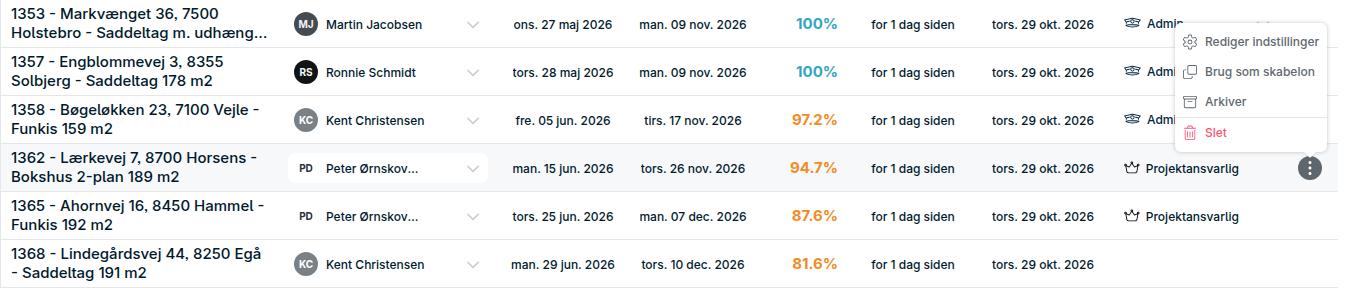 1353 - Markvænget 36, 7500
Holstebro - Saddeltag m. udhæng...
MJ Martin Jacobsen ons. 27 maj 2026 man. 09 nov. 2026 100% for 1 dag siden tors. 29 okt. 2026 Admin
Rediger indstillinger
1357 - Engblommevej 3, 8355
Solbjerg - Saddeltag 178 m2
RS Ronnie Schmidt tors. 28 maj 2026 man. 09 nov. 2026 100% for 1 dag siden tors. 29 okt. 2026 Admi
Brug som skabelon
Arkiver
1358 - Bøgeløkken 23, 7100 Vejle -
Funkis 159 m2
KC Kent Christensen fre. 05 jun. 2026 tirs. 17 nov. 2026 97.2% for 1 dag siden tors. 29 okt. 2026 Admi
Slet
1362 - Lærkevej 7, 8700 Horsens -
Bokshus 2-plan 189 m2
PD Peter Ørnskov... man. 15 jun. 2026 tors. 26 nov. 2026 94.7% for 1 dag siden tors. 29 okt. 2026 Projektansvarlig
1365 - Ahornvej 16, 8450 Hammel -
Funkis 192 m2
PD Peter Ørnskov... tors. 25 jun. 2026 man. 07 dec. 2026 87.6% for 1 dag siden tors. 29 okt. 2026 Projektansvarlig
1368 - Lindegårdsvej 44, 8250 Egå
- Saddeltag 191 m2
KC Kent Christensen man. 29 jun. 2026 tors. 10 dec. 2026 81.6% for 1 dag siden tors. 29 okt. 2026